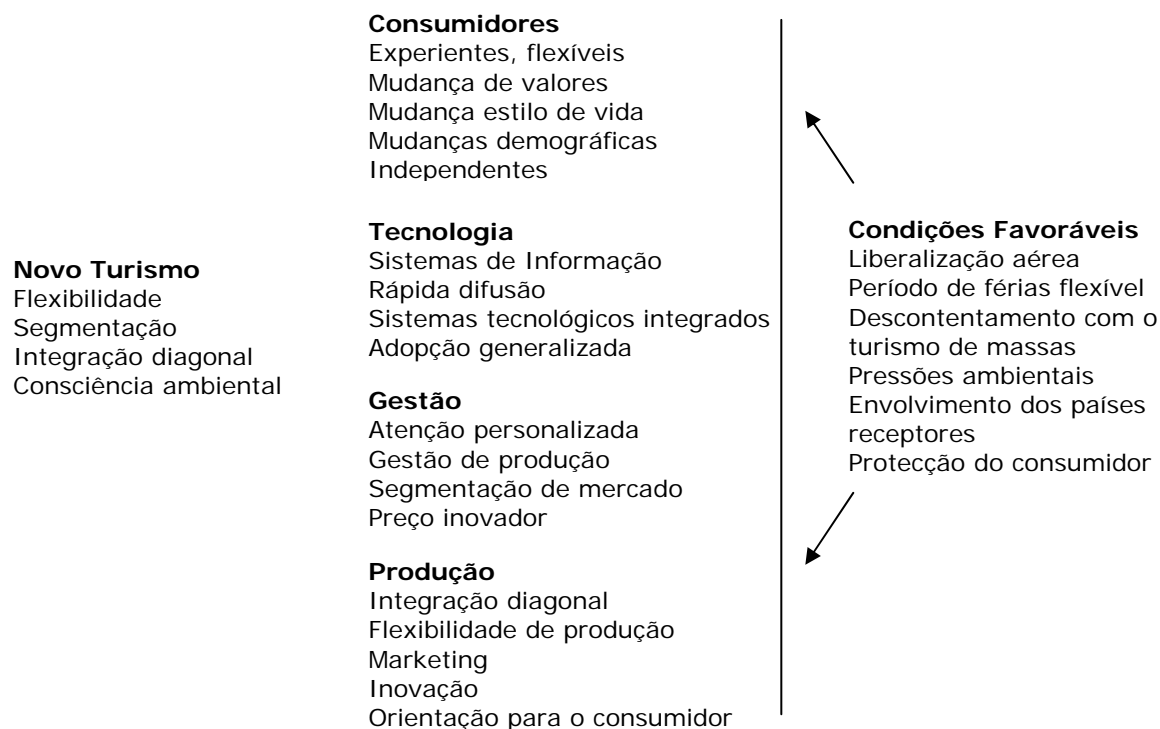 Novo Turismo
Flexibilidade
Segmentação
Integração diagonal
Consciência ambiental
Consumidores
Experientes, flexíveis
Mudança de valores
Mudança estilo de vida
Mudanças demográficas
Independentes
Tecnologia
Sistemas de Informação
Rápida difusão
Sistemas tecnológicos integrados
Adopção generalizada
Gestão
Atenção personalizada
Gestão de produção
Segmentação de mercado
Preço inovador
Produção
Integração diagonal
Flexibilidade de produção
Marketing
Inovação
Orientação para o consumidor
Condições Favoráveis
Liberalização aérea
Período de férias flexível
Descontentamento com o
turismo de massas
Pressões ambientais
Envolvimento dos países
receptores
Protecção do consumidor